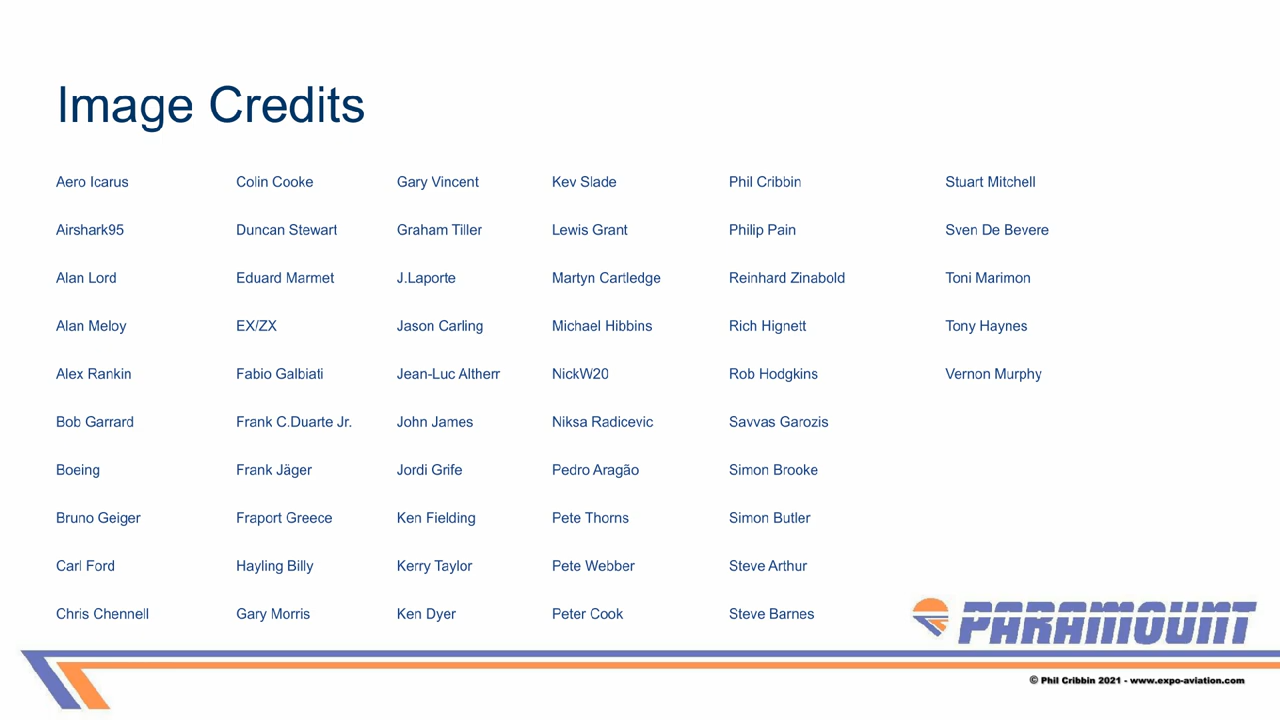 Image Credits
Aero Icarus
Airshark95
Alan Lord
Alan Meloy
Alex Rankin
Bob Garrard
Boeing
Bruno Geiger
Carl Ford
Chris Chennell
Colin Cooke
Duncan Stewart
Eduard Marmet
EX/ZX
Fabio Galbiati
Frank C.Duarte Jr.
Frank Jäger
Fraport Greece
Hayling Billy
Gary Morris
Gary Vincent
Graham Tiller
J.Laporte
Jason Carling
Jean-Luc Altherr
John James
Jordi Grife
Ken Fielding
Kerry Taylor
Ken Dyer
Kev Slade
Lewis Grant
Martyn Cartledge
Michael Hibbins
NickW20
Niksa Radicevic
Pedro Aragão
Pete Thorns
Pete Webber
Peter Cook
Phil Cribbin
Philip Pain
Reinhard Zinabold
Rich Hignett
Rob Hodgkins
Savvas Garozis
Simon Brooke
Simon Butler
Steve Arthur
Steve Barnes
Stuart Mitchell
Sven De Bevere
Toni Marimon
Tony Haynes
Vernon Murphy
PARAMOUNT
© Phil Cribbin 2021 - www.expo-aviation.com